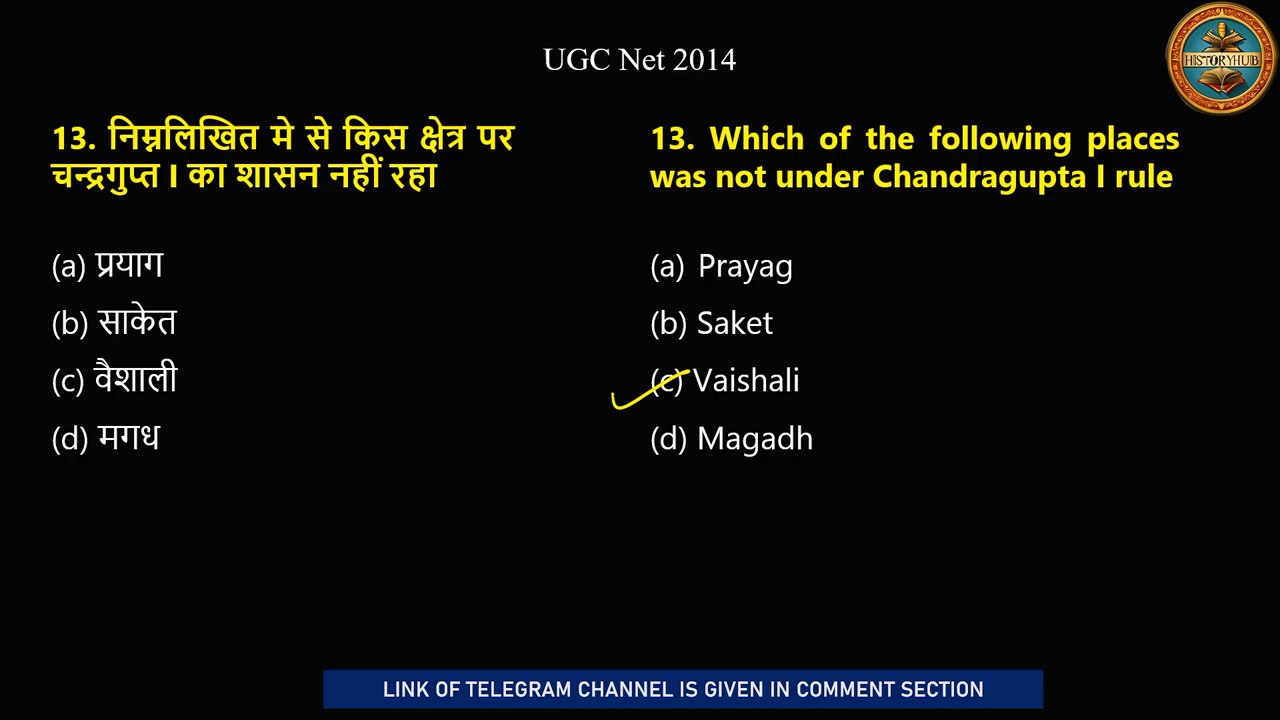 UGC Net 2014
HISTORYHUB
13. निम्नलिखित मे से किस क्षेत्र पर
चन्द्रगुप्त I का शासन नहीं रहा
(a) प्रयाग
(b) साकेत
(c) वैशाली
(d) मगध
13. Which of the following places
was not under Chandragupta I rule
(a) Prayag
(b) Saket
(c) Vaishali
(d) Magadh
LINK OF TELEGRAM CHANNEL IS GIVEN IN COMMENT SECTION